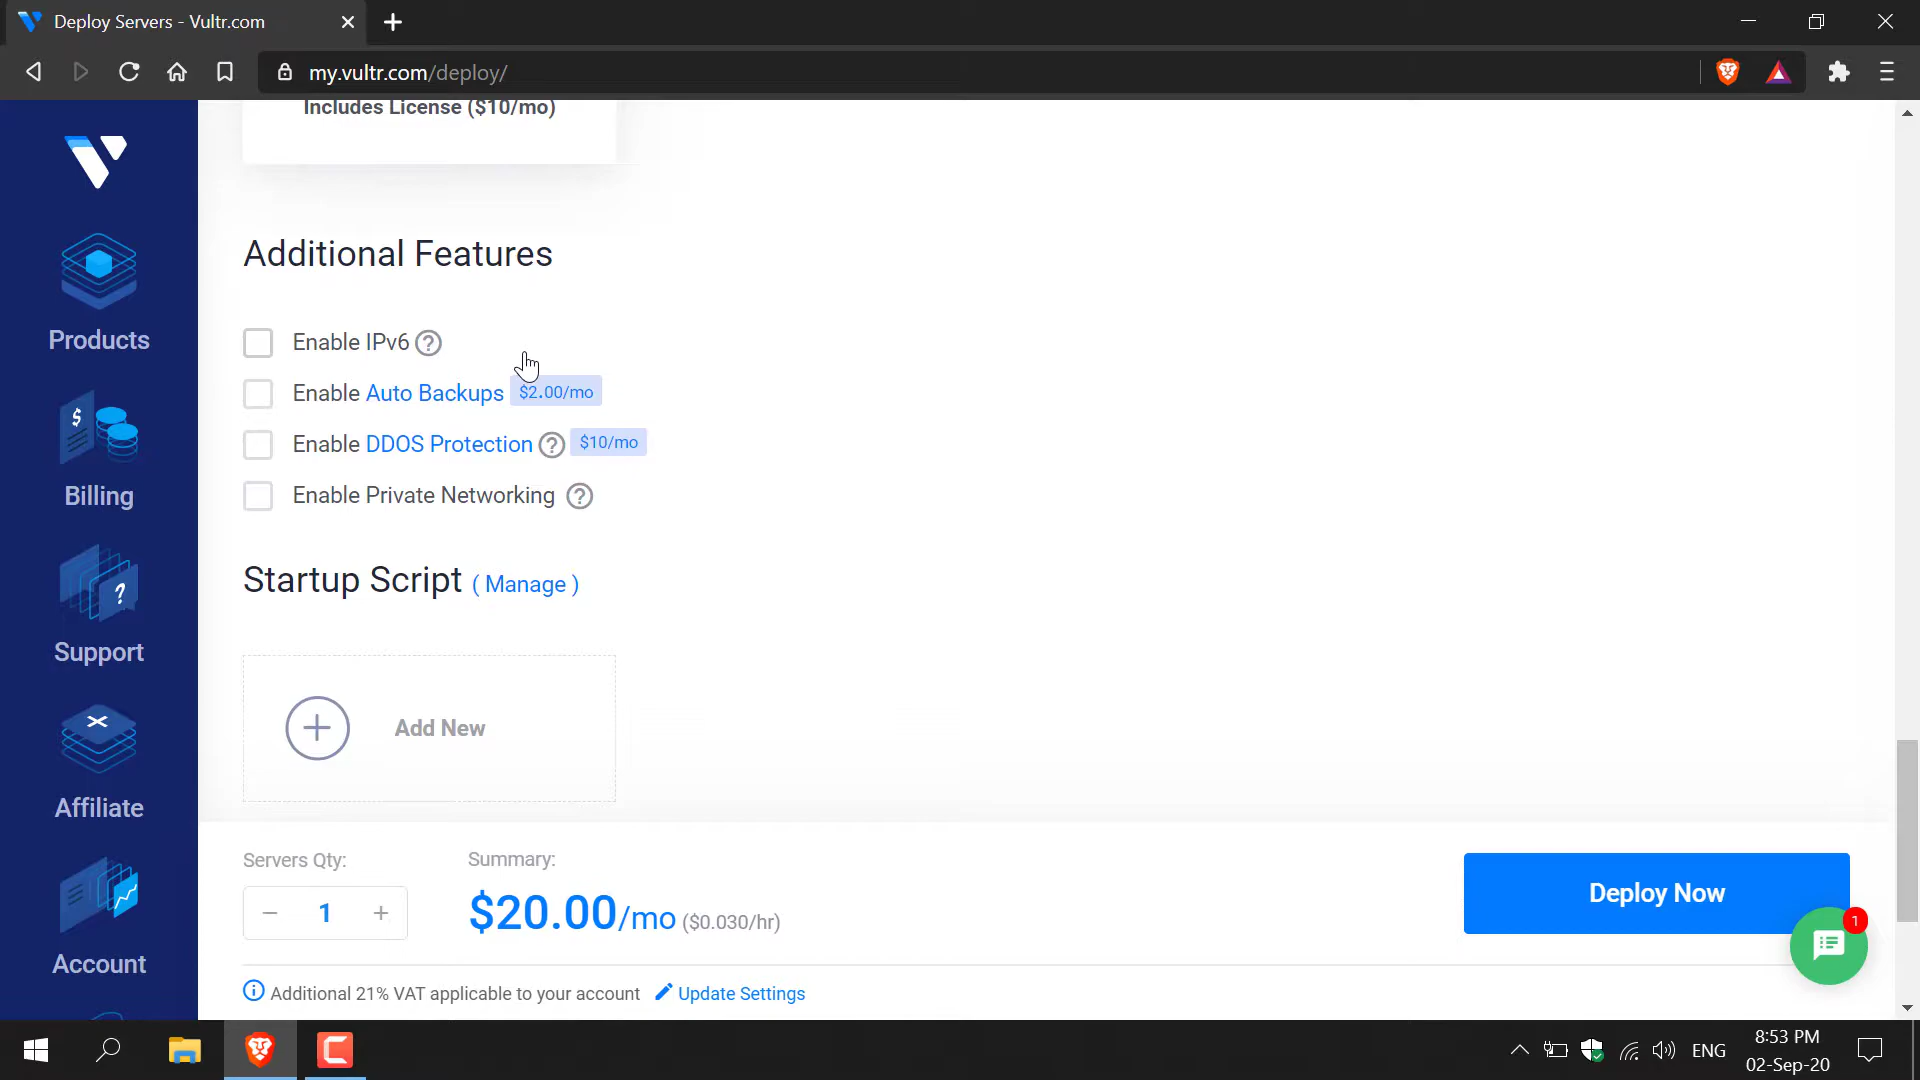 Deploy Servers - Vultr.com
my.vultr.com/deploy/
Includes License ($10/mo)
Products
Billing
Support
Affiliate
Account
Additional Features
Enable IPv6 ?
Enable Auto Backups $2.00/mo
Enable DDOS Protection ? $10/mo
Enable Private Networking ?
Startup Script ( Manage )
Add New
Servers Qty:
1
Summary:
$20.00/mo ($0.030/hr)
Deploy Now
1
Additional 21% VAT applicable to your account Update Settings
ENG
8:53 PM
02-Sep-20